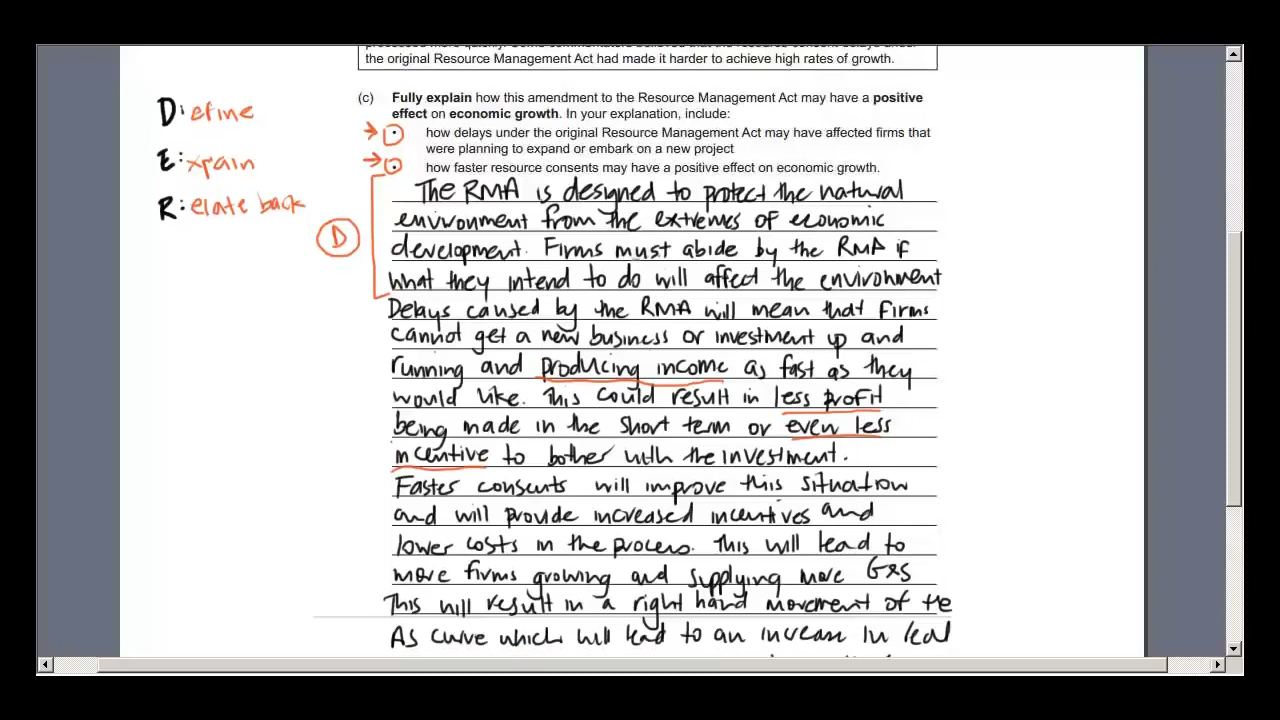 the original Resource Management Act had made it harder to achieve high rates of growth.
D:efine
E:xpain
R:elate back
(c) Fully explain how this amendment to the Resource Management Act may have a positive
effect on economic growth. In your explanation, include:
• how delays under the original Resource Management Act may have affected firms that
were planning to expand or embark on a new project
• how faster resource consents may have a positive effect on economic growth.
D
The RMA is designed to protect the natural
environment from the extremes of economic
development. Firms must abide by the RMA if
what they intend to do will affect the environment
Delays caused by the RMA will mean that firms
cannot get a new business or investment up and
running and producing income as fast as they
would like. This could result in less profit
being made in the short term or even less
incentive to bother with the investment.
Faster consents will improve this situation
and will provide increased incentives and
lower costs in the process. This will lead to
more firms growing and supplying more G&S
This will result in a right hand movement of the
AS curve which will lead to an increase in